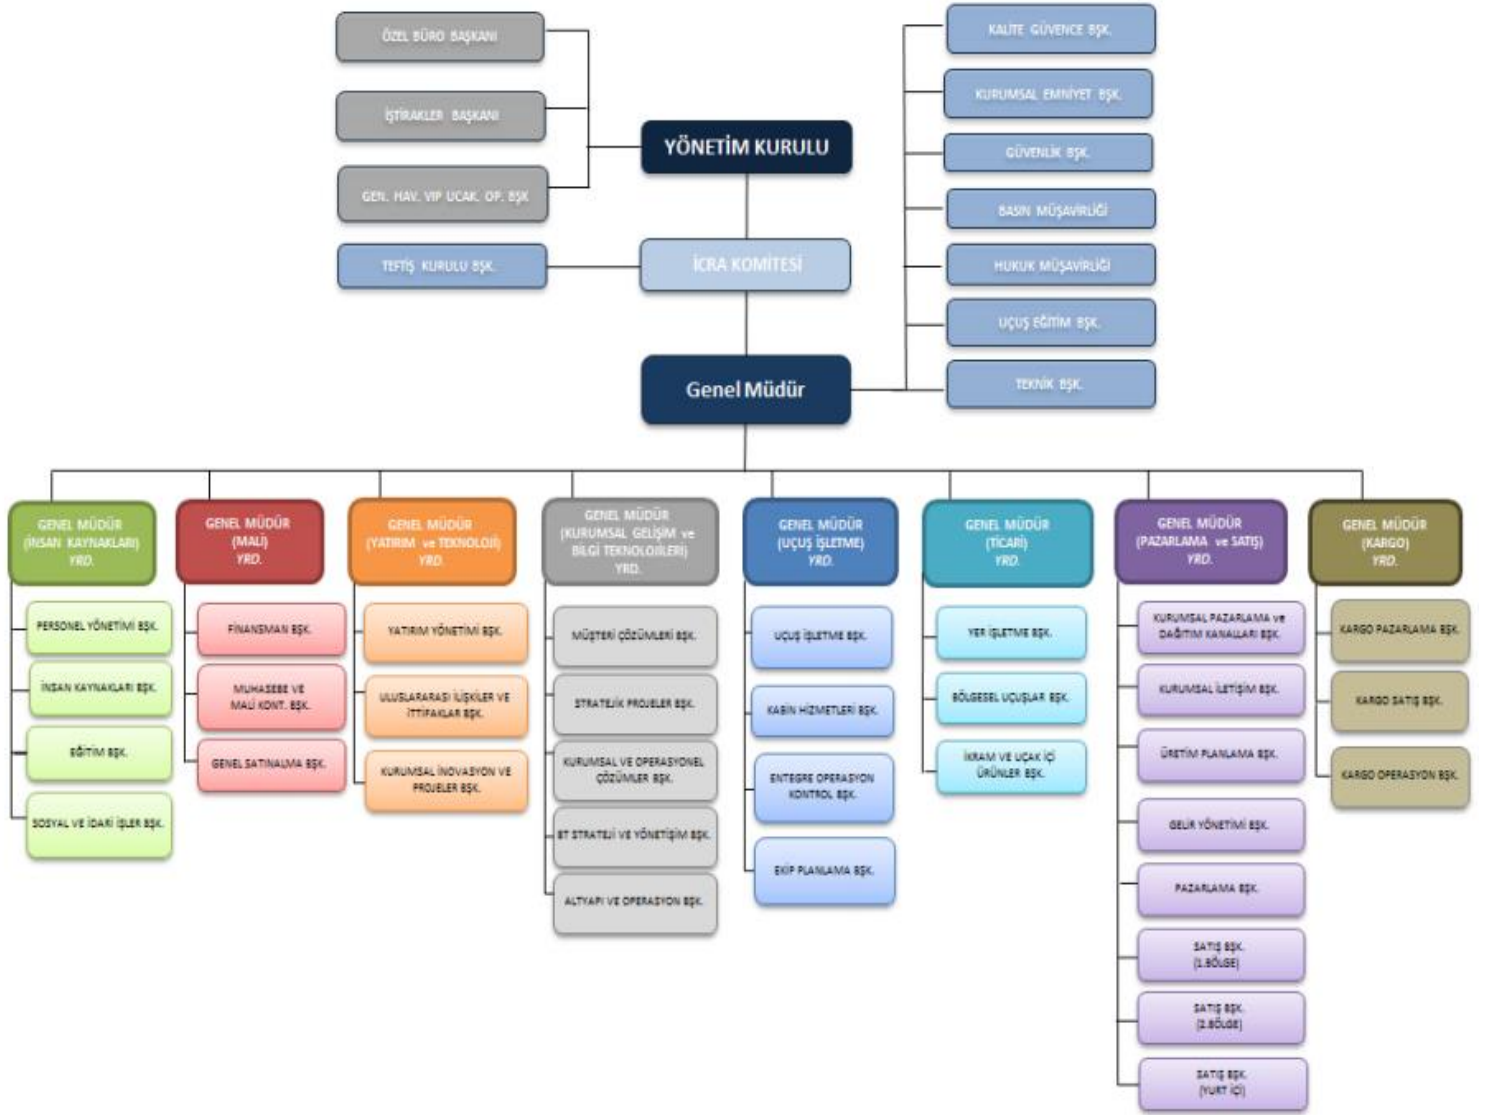 ÖZEL BÜRO BAŞKANI
İŞTİRAKLER BAŞKANI
GEN. HAV. VIP UCAK. OP. BŞK
TEFTİŞ KURULU BŞK.
YÖNETİM KURULU
İCRA KOMİTESİ
Genel Müdür
KALİTE GÜVENCE BŞK.
KURUMSAL EMNİYET BŞK.
GÜVENLİK BŞK.
BASIN MÜŞAVİRLİĞİ
HUKUK MÜŞAVİRLİĞİ
UÇUŞ EĞİTİM BŞK.
TEKNİK BŞK.
GENEL MÜDÜR
(İNSAN KAYNAKLARI)
YRD.
PERSONEL YÖNETİMİ BŞK.
İNSAN KAYNAKLARI BŞK.
EĞİTİM BŞK.
SOSYAL VE İDARİ İŞLER BŞK.
GENEL MÜDÜR
(MALİ)
YRD.
FİNANSMAN BŞK.
MUHASEBE VE
MALİ KONT. BŞK.
GENEL SATINALMA BŞK.
GENEL MÜDÜR
(YATIRIM ve TEKNOLOJİ)
YRD.
YATIRIM YÖNETİMİ BŞK.
ULUSLARARASI İLİŞKİLER VE
İTTİFAKLAR BŞK.
KURUMSAL İNOVASYON VE
PROJELER BŞK.
GENEL MÜDÜR
(KURUMSAL GELİŞİM ve
BİLGİ TEKNOLOJİLERİ)
YRD.
MÜŞTERİ ÇÖZÜMLERİ BŞK.
STRATEJİK PROJELER BŞK.
KURUMSAL VE OPERASYONEL
ÇÖZÜMLER BŞK.
BT STRATEJİ VE YÖNETİŞİM BŞK.
ALTYAPI VE OPERASYON BŞK.
GENEL MÜDÜR
(UÇUŞ İŞLETME)
YRD.
UÇUŞ İŞLETME BŞK.
KABİN HİZMETLERİ BŞK.
ENTEGRE OPERASYON
KONTROL BŞK.
EKİP PLANLAMA BŞK.
GENEL MÜDÜR
(TİCARİ)
YRD.
YER İŞLETME BŞK.
BÖLGESEL UÇUŞLAR BŞK.
İKRAM VE UÇAK İÇİ
ÜRÜNLER BŞK.
GENEL MÜDÜR
(PAZARLAMA ve SATIŞ)
YRD.
KURUMSAL PAZARLAMA ve
DAĞITIM KANALLARI BŞK.
KURUMSAL İLETİŞİM BŞK.
ÜRETİM PLANLAMA BŞK.
GELİR YÖNETİMİ BŞK.
PAZARLAMA BŞK.
SATIŞ BŞK.
(1.BÖLGE)
SATIŞ BŞK.
(2.BÖLGE)
SATIŞ BŞK.
(YURT İÇİ)
GENEL MÜDÜR
(KARGO)
YRD.
KARGO PAZARLAMA BŞK.
KARGO SATIŞ BŞK.
KARGO OPERASYON BŞK.